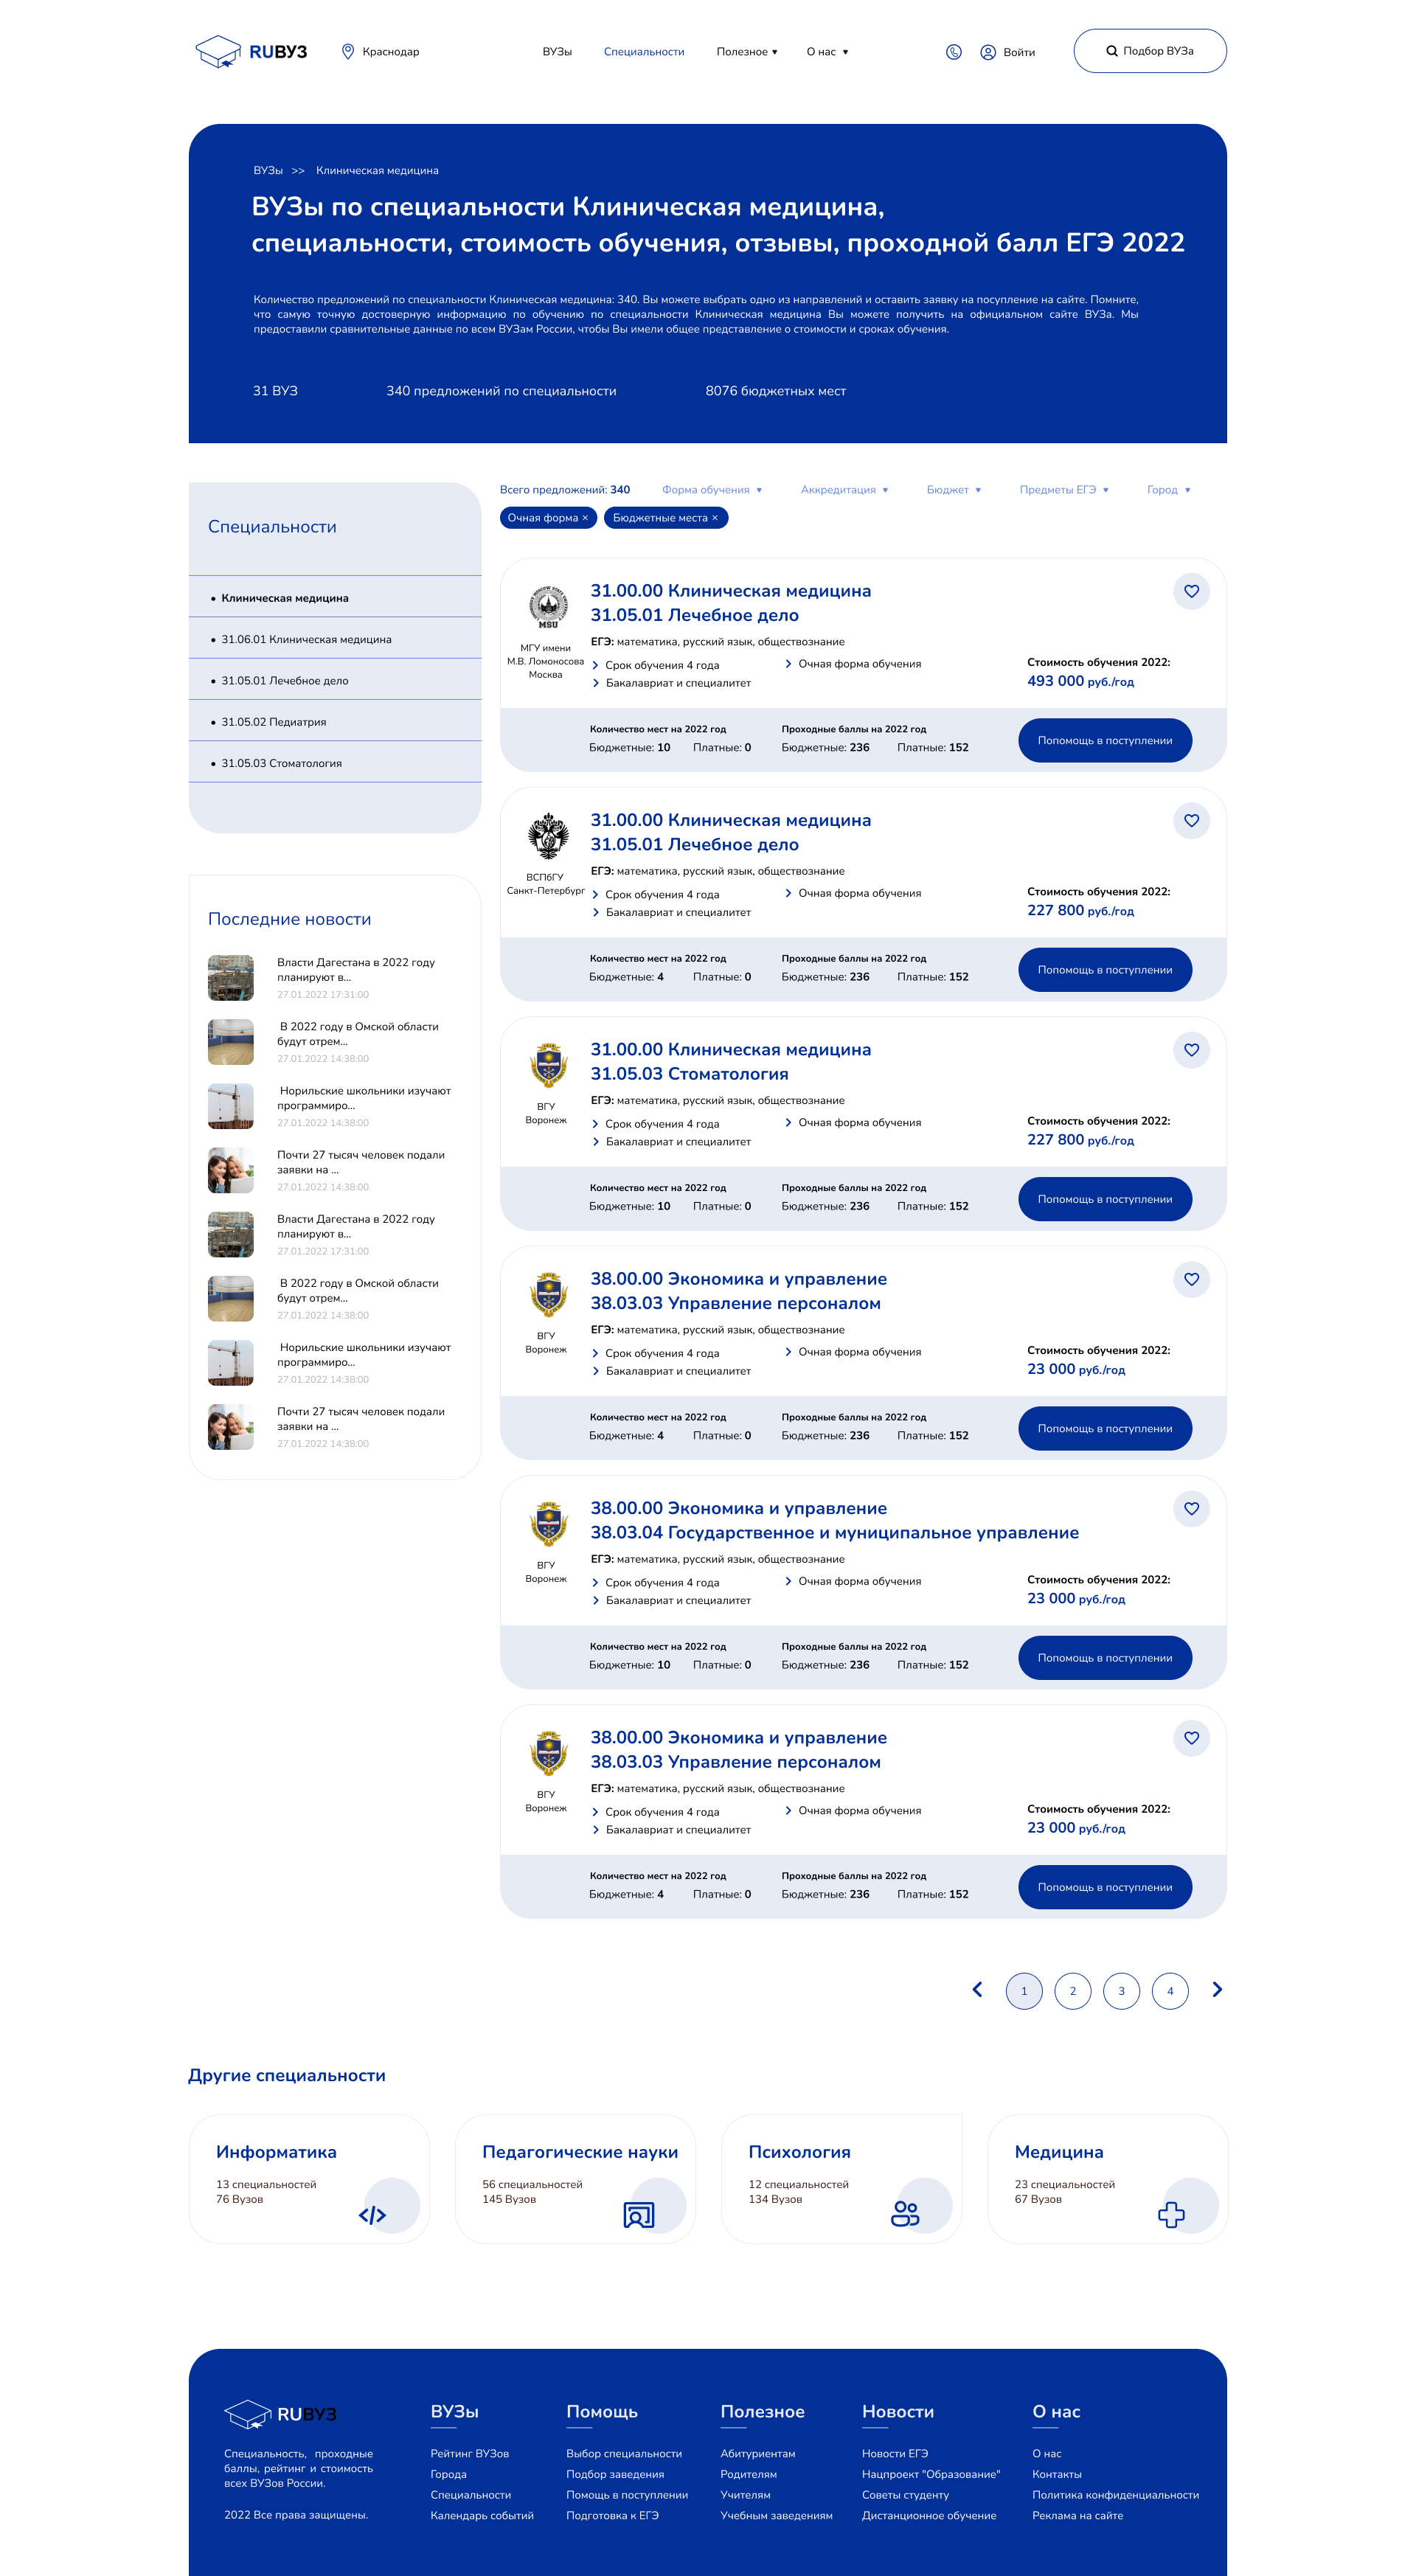 RUВУЗ
Краснодар
ВУЗы
Специальности
Полезное
О нас
Войти
Подбор ВУЗа
ВУЗы >> Клиническая медицина
ВУЗы по специальности Клиническая медицина,
специальности, стоимость обучения, отзывы, проходной балл ЕГЭ 2022
Количество предложений по специальности Клиническая медицина: 340. Вы можете выбрать одно из направлений и оставить заявку на посупление на сайте. Помните,
что самую точную достоверную информацию по обучению по специальности Клиническая медицина Вы можете получить на официальном сайте ВУЗа. Мы
предоставили сравнительные данные по всем ВУЗам России, чтобы Вы имели общее представление о стоимости и сроках обучения.
31 ВУЗ
340 предложений по специальности
8076 бюджетных мест
Специальности
• Клиническая медицина
• 31.06.01 Клиническая медицина
• 31.05.01 Лечебное дело
• 31.05.02 Педиатрия
• 31.05.03 Стоматология
Последние новости
Власти Дагестана в 2022 году
планируют в...
27.01.2022 17:31:00
В 2022 году в Омской области
будут отрем...
27.01.2022 14:38:00
Норильские школьники изучают
программиро...
27.01.2022 14:38:00
Почти 27 тысяч человек подали
заявки на ...
27.01.2022 14:38:00
Власти Дагестана в 2022 году
планируют в...
27.01.2022 17:31:00
В 2022 году в Омской области
будут отрем...
27.01.2022 14:38:00
Норильские школьники изучают
программиро...
27.01.2022 14:38:00
Почти 27 тысяч человек подали
заявки на ...
27.01.2022 14:38:00
Всего предложений: 340
Форма обучения
Аккредитация
Бюджет
Предметы ЕГЭ
Город
Очная форма ×
Бюджетные места ×
MSU
МГУ имени
М.В. Ломоносова
Москва
31.00.00 Клиническая медицина
31.05.01 Лечебное дело
ЕГЭ: математика, русский язык, обществознание
Срок обучения 4 года
Очная форма обучения
Бакалавриат и специалитет
Стоимость обучения 2022:
493 000 руб./год
Количество мест на 2022 год
Проходные баллы на 2022 год
Бюджетные: 10 Платные: 0 Бюджетные: 236 Платные: 152
Попомощь в поступлении
ВСПбГУ
Санкт-Петербург
31.00.00 Клиническая медицина
31.05.01 Лечебное дело
ЕГЭ: математика, русский язык, обществознание
Срок обучения 4 года
Очная форма обучения
Бакалавриат и специалитет
Стоимость обучения 2022:
227 800 руб./год
Количество мест на 2022 год
Проходные баллы на 2022 год
Бюджетные: 4 Платные: 0 Бюджетные: 236 Платные: 152
Попомощь в поступлении
ВГУ
Воронеж
31.00.00 Клиническая медицина
31.05.03 Стоматология
ЕГЭ: математика, русский язык, обществознание
Срок обучения 4 года
Очная форма обучения
Бакалавриат и специалитет
Стоимость обучения 2022:
227 800 руб./год
Количество мест на 2022 год
Проходные баллы на 2022 год
Бюджетные: 10 Платные: 0 Бюджетные: 236 Платные: 152
Попомощь в поступлении
ВГУ
Воронеж
38.00.00 Экономика и управление
38.03.03 Управление персоналом
ЕГЭ: математика, русский язык, обществознание
Срок обучения 4 года
Очная форма обучения
Бакалавриат и специалитет
Стоимость обучения 2022:
23 000 руб./год
Количество мест на 2022 год
Проходные баллы на 2022 год
Бюджетные: 4 Платные: 0 Бюджетные: 236 Платные: 152
Попомощь в поступлении
ВГУ
Воронеж
38.00.00 Экономика и управление
38.03.04 Государственное и муниципальное управление
ЕГЭ: математика, русский язык, обществознание
Срок обучения 4 года
Очная форма обучения
Бакалавриат и специалитет
Стоимость обучения 2022:
23 000 руб./год
Количество мест на 2022 год
Проходные баллы на 2022 год
Бюджетные: 10 Платные: 0 Бюджетные: 236 Платные: 152
Попомощь в поступлении
ВГУ
Воронеж
38.00.00 Экономика и управление
38.03.03 Управление персоналом
ЕГЭ: математика, русский язык, обществознание
Срок обучения 4 года
Очная форма обучения
Бакалавриат и специалитет
Стоимость обучения 2022:
23 000 руб./год
Количество мест на 2022 год
Проходные баллы на 2022 год
Бюджетные: 4 Платные: 0 Бюджетные: 236 Платные: 152
Попомощь в поступлении
1 2 3 4
Другие специальности
Информатика
13 специальностей
76 Вузов
Педагогические науки
56 специальностей
145 Вузов
Психология
12 специальностей
134 Вузов
Медицина
23 специальностей
67 Вузов
RUВУЗ
Специальность, проходные
баллы, рейтинг и стоимость
всех ВУЗов России.
2022 Все права защищены.
ВУЗы
Рейтинг ВУЗов
Города
Специальности
Календарь событий
Помощь
Выбор специальности
Подбор заведения
Помощь в поступлении
Подготовка к ЕГЭ
Полезное
Абитуриентам
Родителям
Учителям
Учебным заведениям
Новости
Новости ЕГЭ
Нацпроект "Образование"
Советы студенту
Дистанционное обучение
О нас
О нас
Контакты
Политика конфиденциальности
Реклама на сайте